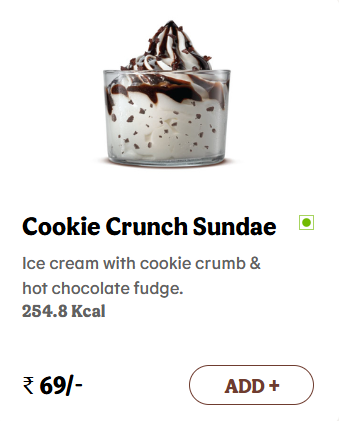 Cookie Crunch Sundae
Ice cream with cookie crumb &
hot chocolate fudge.
254.8 Kcal
₹ 69/-
ADD +